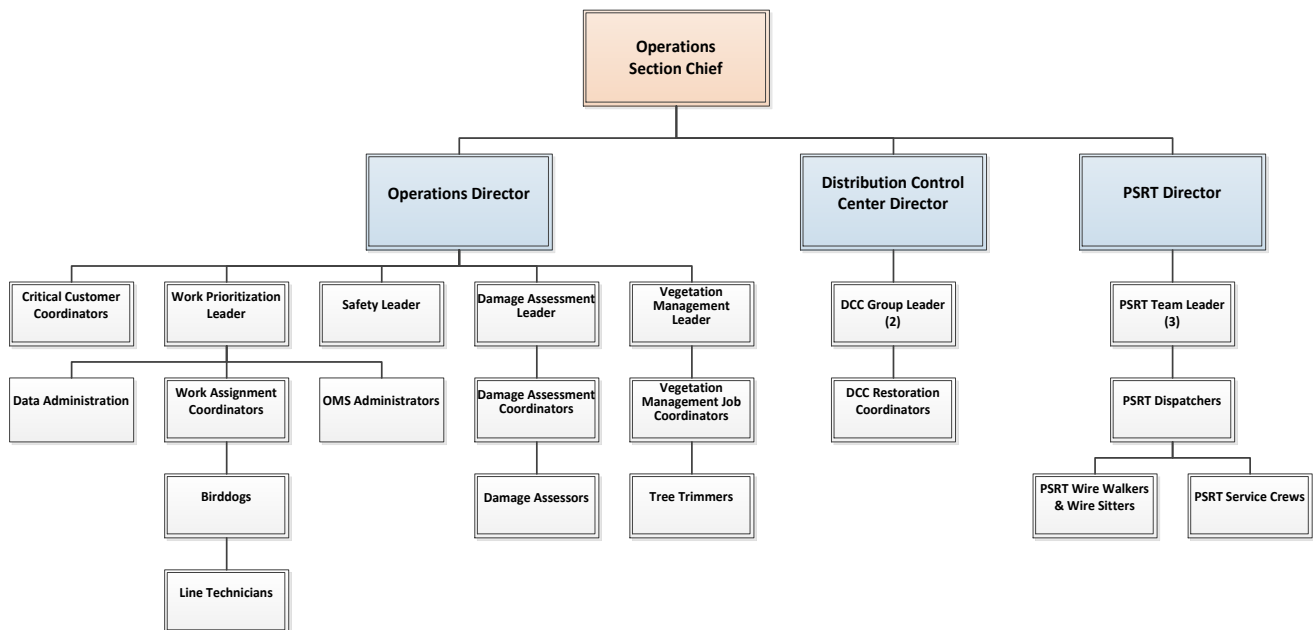 Operations
Section Chief
Operations Director
Distribution Control
Center Director
PSRT Director
Critical Customer
Coordinators
Work Prioritization
Leader
Safety Leader
Damage Assessment
Leader
Vegetation
Management
Leader
DCC Group Leader
(2)
PSRT Team Leader
(3)
Data Administration
Work Assignment
Coordinators
OMS Administrators
Damage Assessment
Coordinators
Vegetation
Management Job
Coordinators
DCC Restoration
Coordinators
PSRT Dispatchers
Birddogs
Damage Assessors
Tree Trimmers
PSRT Wire Walkers
& Wire Sitters
PSRT Service Crews
Line Technicians